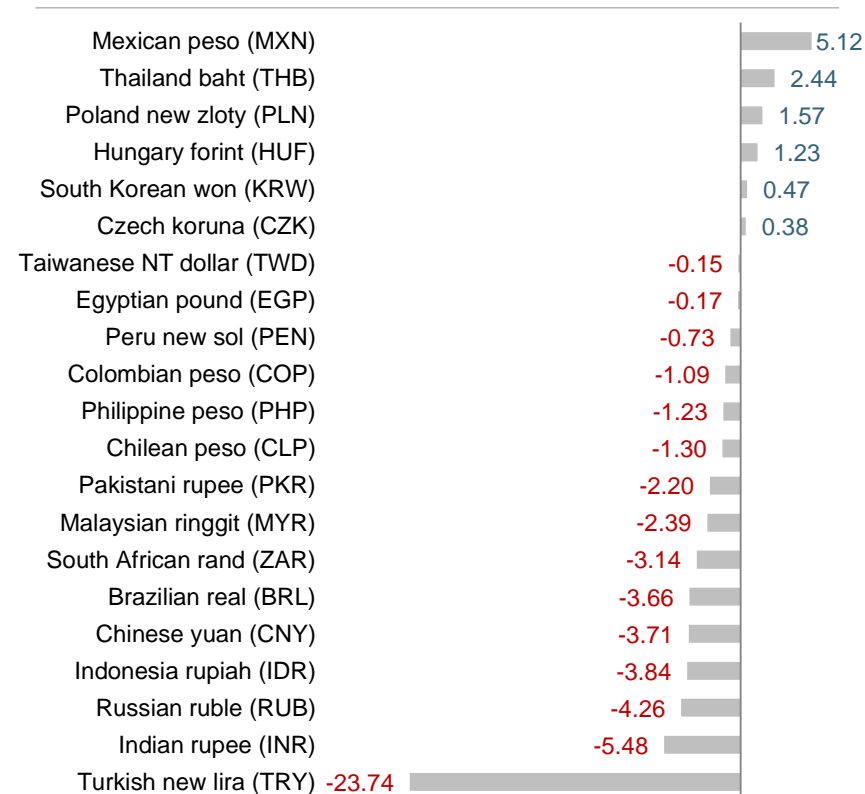 Mexican peso (MXN) 5.12
Thailand baht (THB) 2.44
Poland new zloty (PLN) 1.57
Hungary forint (HUF) 1.23
South Korean won (KRW) 0.47
Czech koruna (CZK) 0.38
Taiwanese NT dollar (TWD) -0.15
Egyptian pound (EGP) -0.17
Peru new sol (PEN) -0.73
Colombian peso (COP) -1.09
Philippine peso (PHP) -1.23
Chilean peso (CLP) -1.30
Pakistani rupee (PKR) -2.20
Malaysian ringgit (MYR) -2.39
South African rand (ZAR) -3.14
Brazilian real (BRL) -3.66
Chinese yuan (CNY) -3.71
Indonesia rupiah (IDR) -3.84
Russian ruble (RUB) -4.26
Indian rupee (INR) -5.48
Turkish new lira (TRY) -23.74